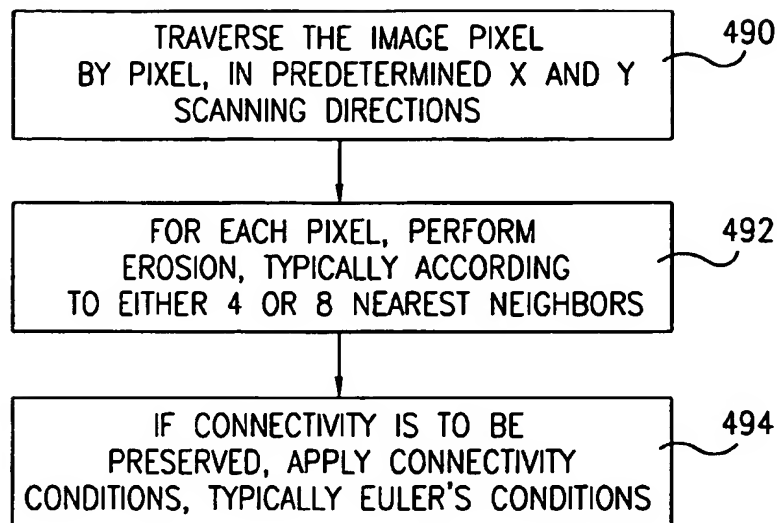 TRAVERSE THE IMAGE PIXEL
BY PIXEL, IN PREDETERMINED X AND Y
SCANNING DIRECTIONS
490
FOR EACH PIXEL, PERFORM
EROSION, TYPICALLY ACCORDING
TO EITHER 4 OR 8 NEAREST NEIGHBORS
492
IF CONNECTIVITY IS TO BE
PRESERVED, APPLY CONNECTIVITY
CONDITIONS, TYPICALLY EULER'S CONDITIONS
494